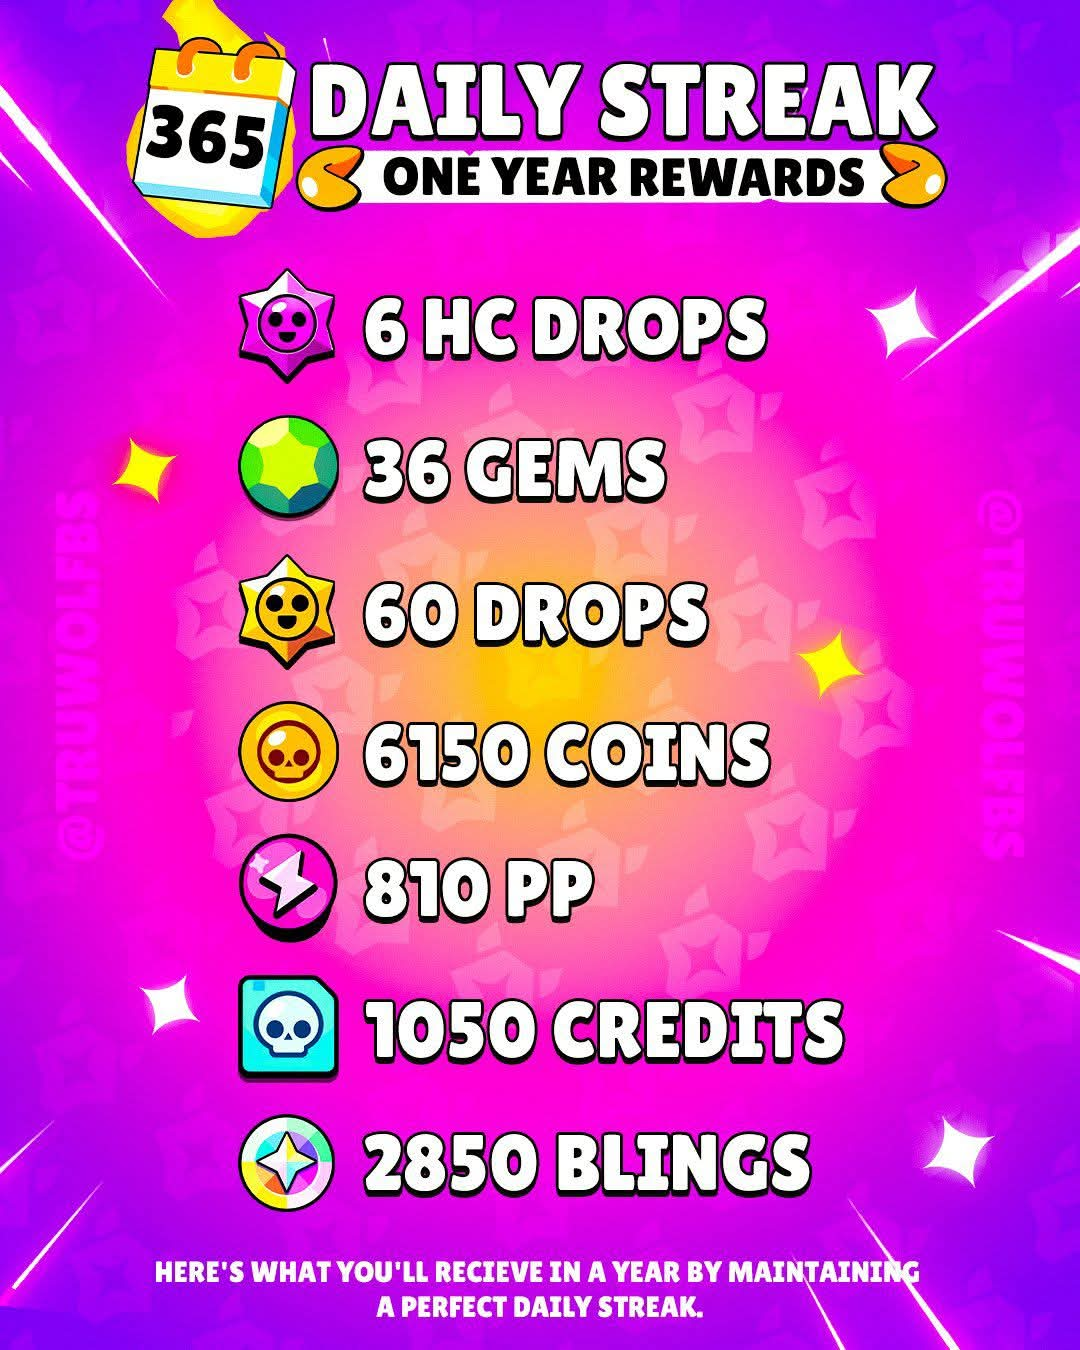 365
DAILY STREAK
ONE YEAR REWARDS
6 HC DROPS
36 GEMS
60 DROPS
6150 COINS
810 PP
1050 CREDITS
2850 BLINGS
@TRUWOLFBS
@TRUWOLFBS
HERE'S WHAT YOU'LL RECIEVE IN A YEAR BY MAINTAINING
A PERFECT DAILY STREAK.